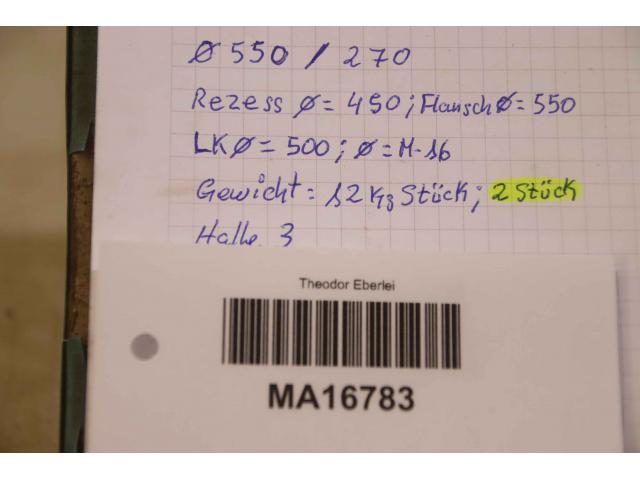 Ø 550 / 270
Rezess Ø = 450; Flansch Ø = 550
LKØ = 500; Ø = M-16
Gewicht = 12 Kg Stück; 2 Stück
Halle 3
Theodor Eberlei
MA16783